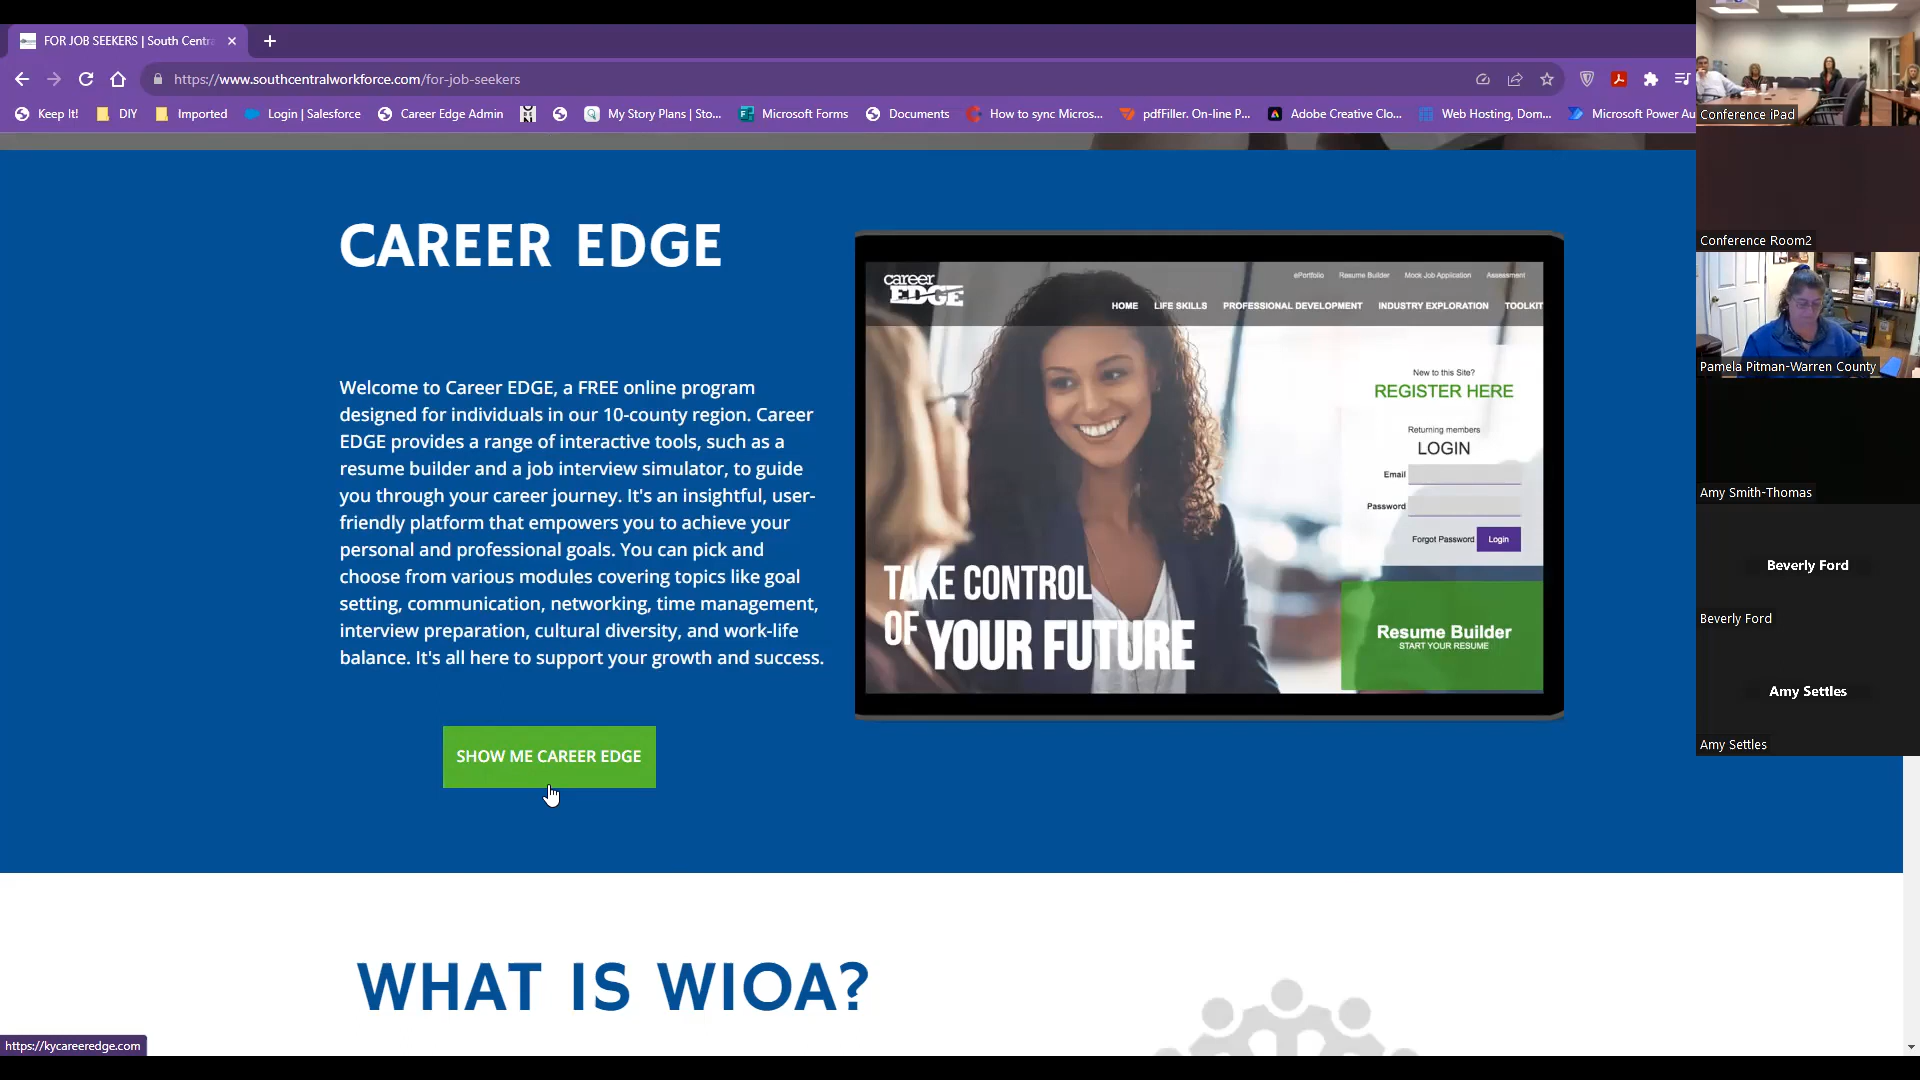 FOR JOB SEEKERS | South Centra
https://www.southcentralworkforce.com/for-job-seekers
Keep It!
DIY
Imported
Login | Salesforce
Career Edge Admin
My Story Plans | Sto...
Microsoft Forms
Documents
How to sync Micros...
pdfFiller. On-line P...
Adobe Creative Clo...
Web Hosting, Dom...
Microsoft Power Au
CAREER EDGE
Welcome to Career EDGE, a FREE online program
designed for individuals in our 10-county region. Career
EDGE provides a range of interactive tools, such as a
resume builder and a job interview simulator, to guide
you through your career journey. It's an insightful, user-
friendly platform that empowers you to achieve your
personal and professional goals. You can pick and
choose from various modules covering topics like goal
setting, communication, networking, time management,
interview preparation, cultural diversity, and work-life
balance. It's all here to support your growth and success.
SHOW ME CAREER EDGE
career
EDGE
ePortfolio Resume Builder Mock Job Application Assessment
HOME LIFE SKILLS PROFESSIONAL DEVELOPMENT INDUSTRY EXPLORATION TOOLKIT
New to this Site?
REGISTER HERE
Returning members
LOGIN
Email
Password
Forgot Password Login
TAKE CONTROL
OF YOUR FUTURE
Resume Builder
START YOUR RESUME
WHAT IS WIOA?
https://kycareeredge.com
Conference iPad
Conference Room2
Pamela Pitman-Warren County
Amy Smith-Thomas
Beverly Ford
Beverly Ford
Amy Settles
Amy Settles